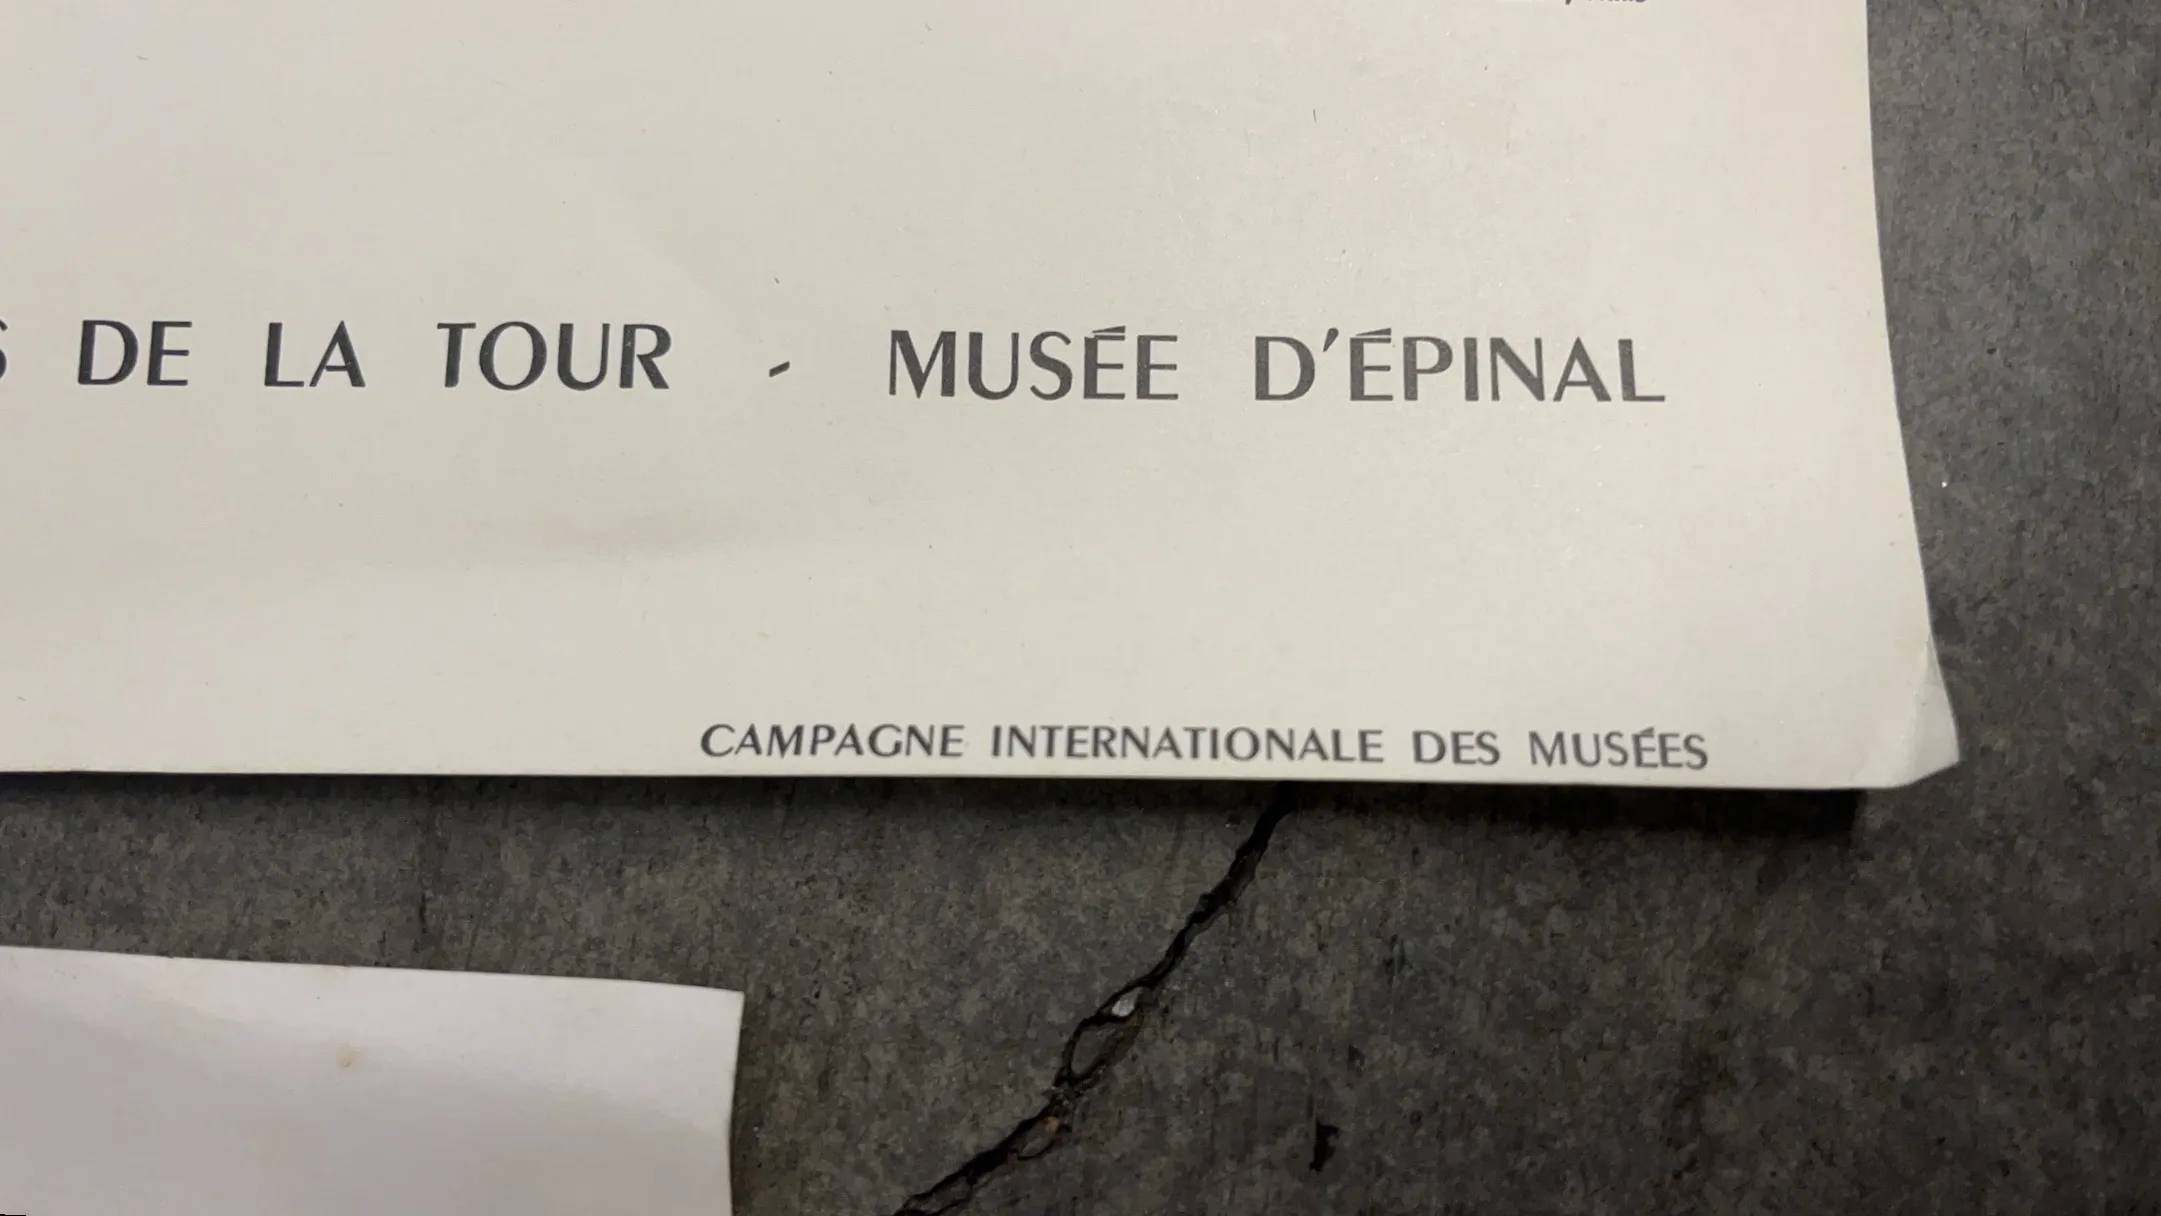 DE LA TOUR - MUSÉE D'ÉPINAL
CAMPAGNE INTERNATIONALE DES MUSÉES